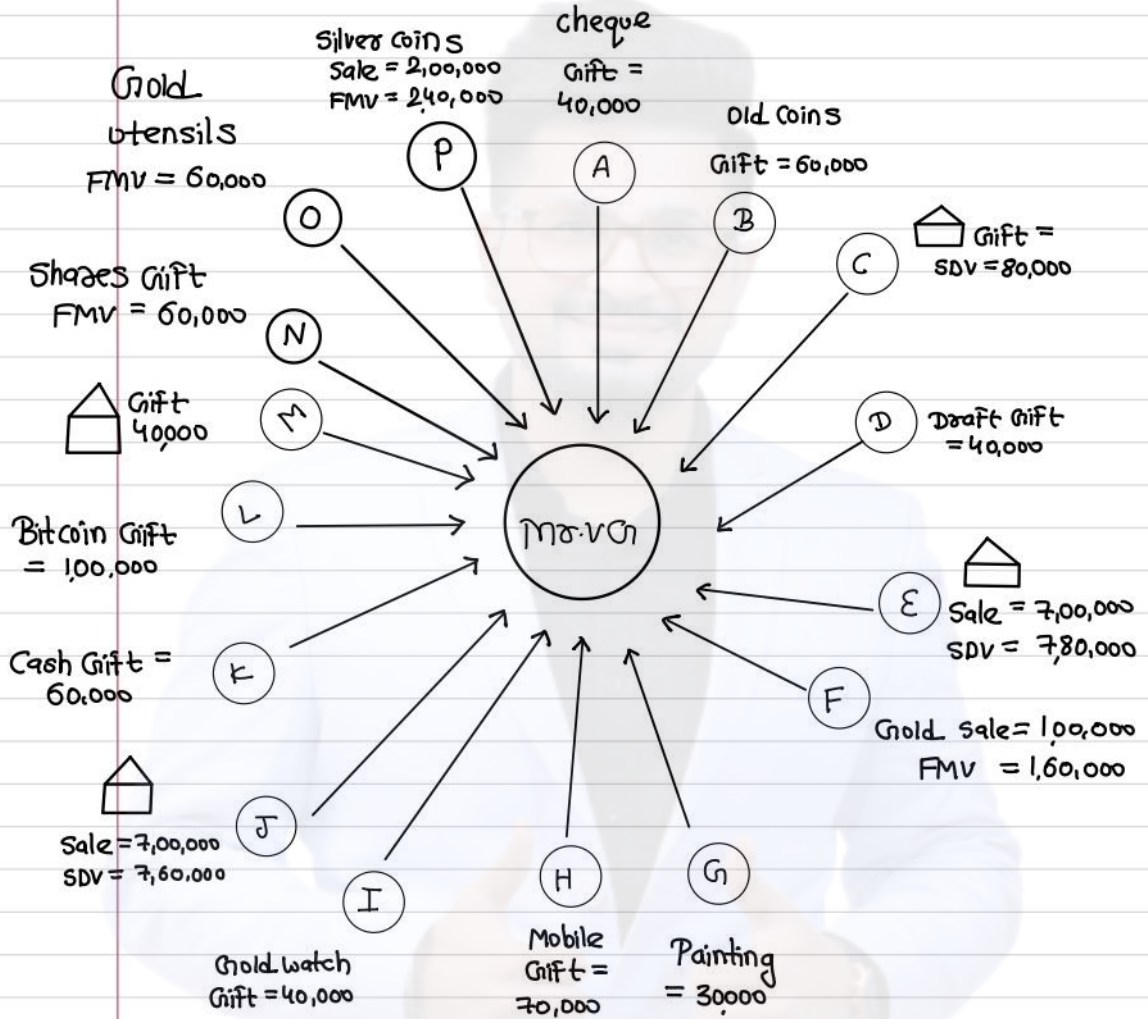 cheque
Gift =
40,000
A
Silver coins
Sale = 2,00,000
FMV = 2,40,000
P
Old coins
Gift = 60,000
B
Gold
utensils
FMV = 60,000
O
Gift =
SDV = 80,000
C
Shares Gift
FMV = 60,000
N
Gift
40,000
M
Draft Gift
= 40,000
D
Mr. VG
Bitcoin Gift
= 1,00,000
L
E
Sale = 7,00,000
SDV = 7,80,000
Cash Gift =
60,000
K
F
Gold Sale = 1,00,000
FMV = 1,60,000
J
Sale = 7,00,000
SDV = 7,60,000
I
Gold watch
Gift = 40,000
H
Mobile
Gift =
70,000
G
Painting
= 30,000